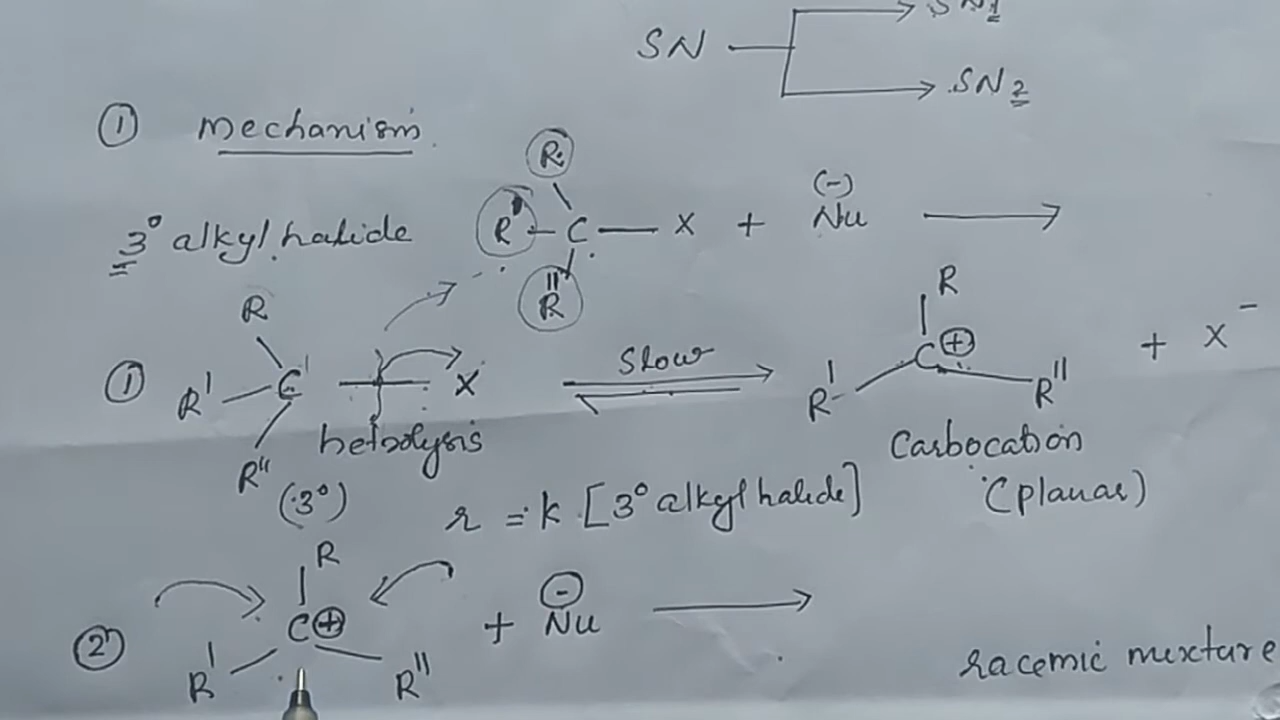 SN → SN1
→ SN2
① Mechanism
3° alkyl halide R R' R'' C — X + Nu (-) →
① R R' R'' C — X Slow ⇌ R R' R'' C ⊕ + X⁻
hetrolysis Carbocation
(3°) r = k [3° alkyl halide] (planar)
② R R' R'' C ⊕ + Nu ⊖ →
racemic mixture